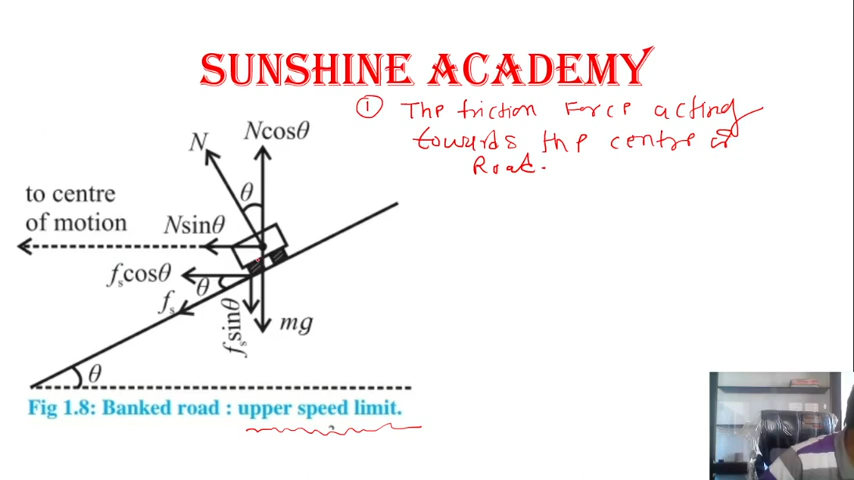 SUNSHINE ACADEMY
① The friction Force acting
towards the centre of
Road.
N
Ncosθ
θ
to centre
of motion
Nsinθ
fₛcosθ
θ
fₛ
fₛsinθ
mg
θ
Fig 1.8: Banked road : upper speed limit.